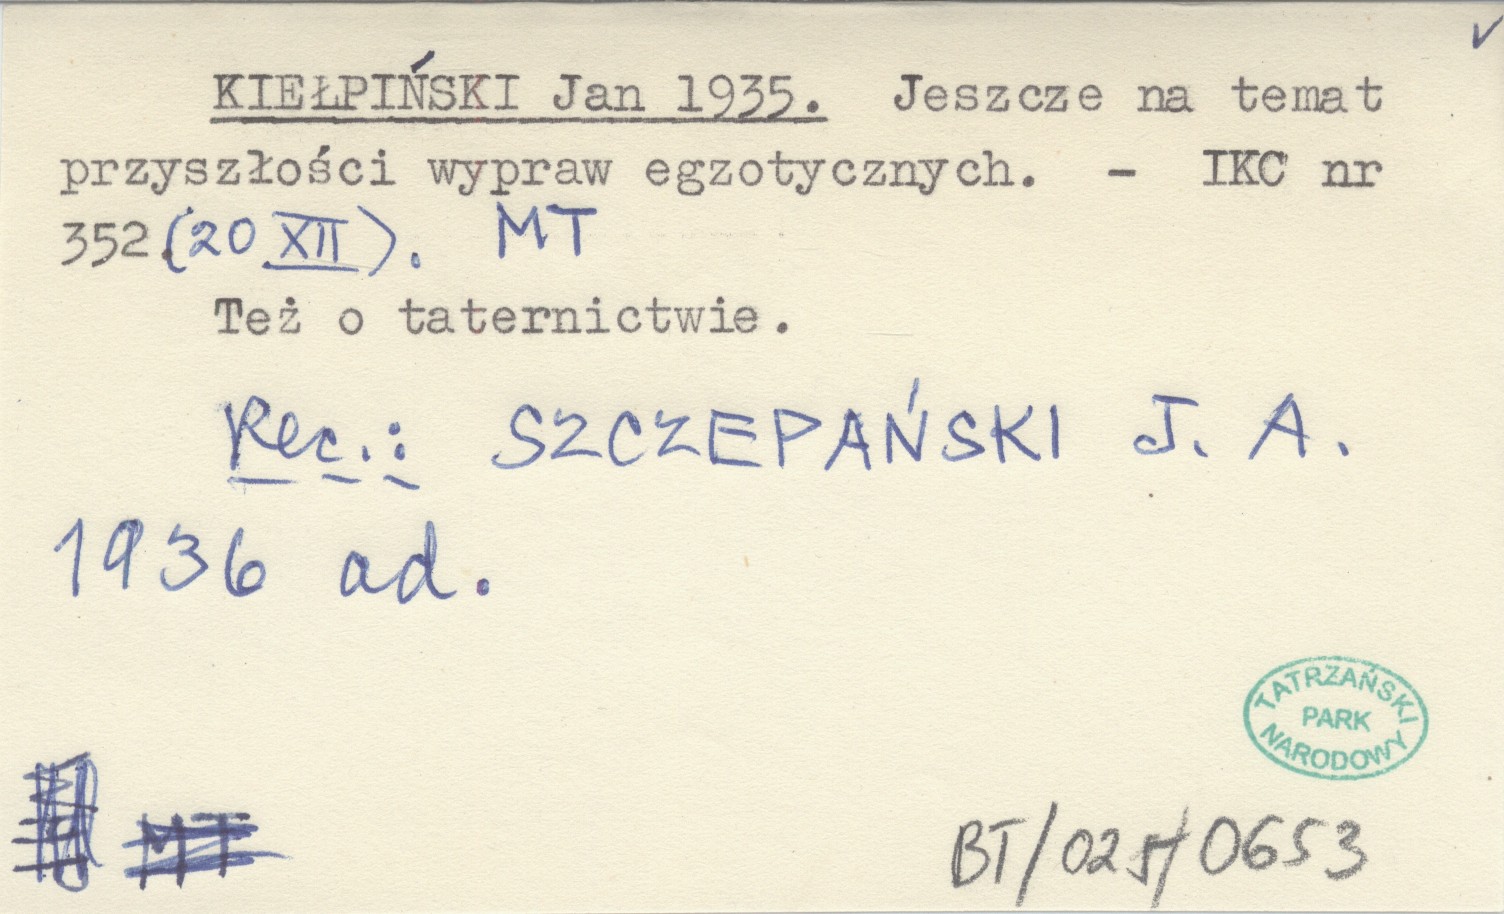 KIEŁPIŃSKI Jan 1935. Jeszcze na temat
przyszłości wypraw egzotycznych. - IKC nr
352.(20 XII). MT
Też o taternictwie.
Rec.: SZCZEPAŃSKI J. A.
1936 ad.
TATRZAŃSKI
PARK
NARODOWY
MT
BT/025/0653